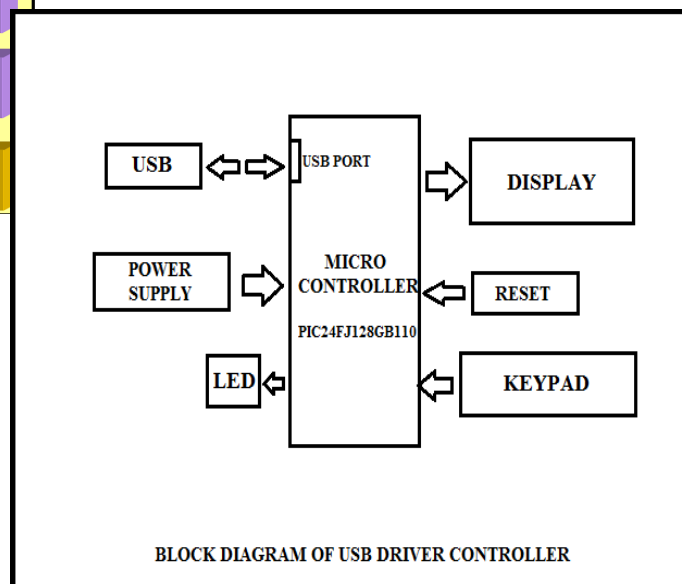 USB
USB PORT
DISPLAY
POWER
SUPPLY
MICRO
CONTROLLER
PIC24FJ128GB110
RESET
LED
KEYPAD
BLOCK DIAGRAM OF USB DRIVER CONTROLLER